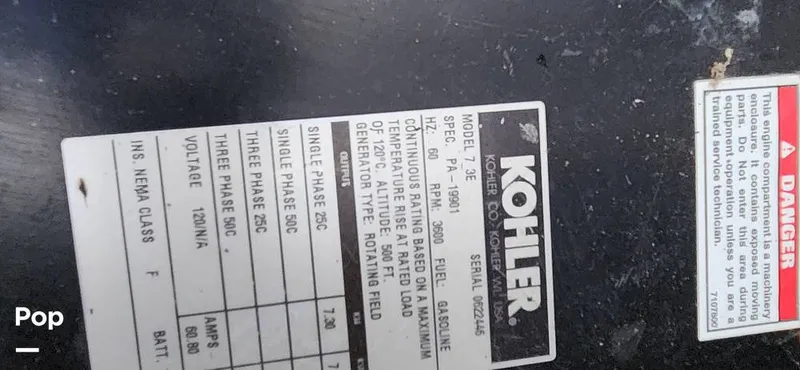 KOHLER®
KOHLER CO. KOHLER, WI. USA
MODEL 7.3E SERIAL 0622445
SPEC. PA-19901
HZ: 60 RPM: 3600 FUEL: GASOLINE
CONTINUOUS RATING BASED ON A MAXIMUM
TEMPERATURE RISE AT RATED LOAD
OF 120°C. ALTITUDE: 500 FT.
GENERATOR TYPE: ROTATING FIELD
OUTPUT
SINGLE PHASE 25C 7.30 7
SINGLE PHASE 50C
THREE PHASE 25C
THREE PHASE 50C
VOLTAGE 120/N/A AMPS 60.80
INS. NEMA CLASS F BATT.
DANGER
This engine compartment is a machinery
enclosure. It contains exposed moving
parts. Do Not enter this area during
equipment operation unless you are a
trained service technician.
7107800
Pop